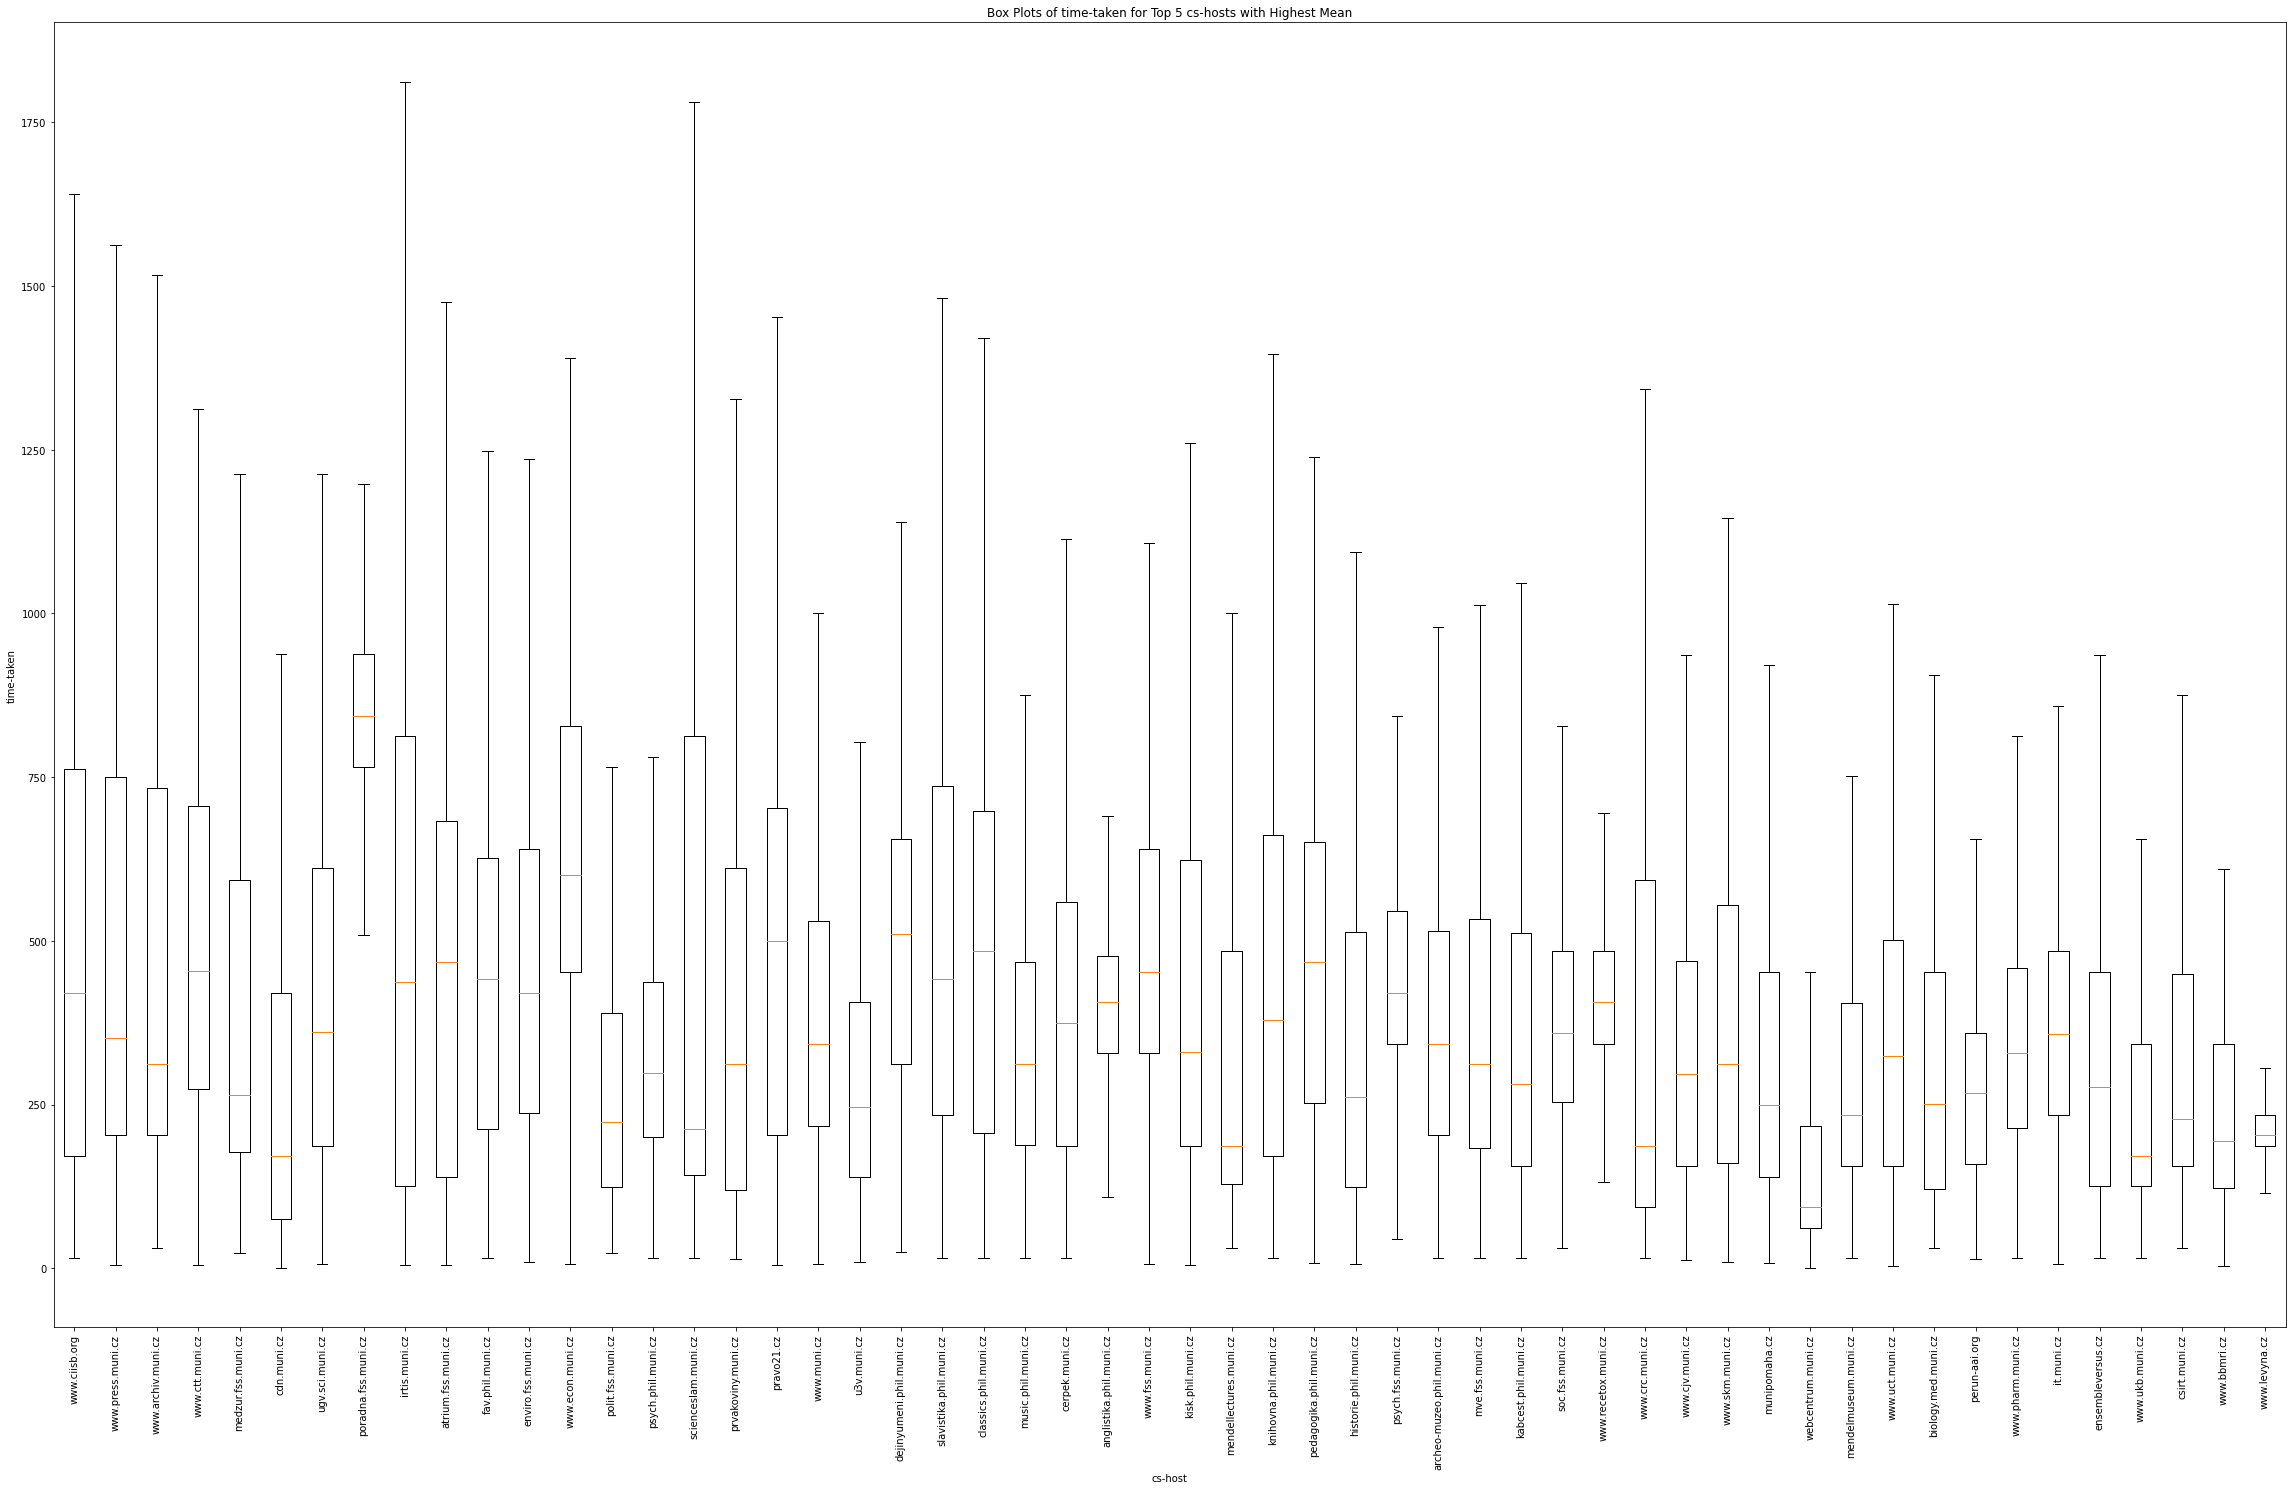 Box Plots of time-taken for Top 5 cs-hosts with Highest Mean
time-taken
1750
1500
1250
1000
750
500
250
0
www.ciisb.org
www.press.muni.cz
www.archiv.muni.cz
www.ctt.muni.cz
medzur.fss.muni.cz
cdn.muni.cz
ugv.sci.muni.cz
poradna.fss.muni.cz
irtis.muni.cz
atrium.fss.muni.cz
fav.phil.muni.cz
enviro.fss.muni.cz
www.econ.muni.cz
polit.fss.muni.cz
psych.phil.muni.cz
scienceslam.muni.cz
prvakoviny.muni.cz
pravo21.cz
www.muni.cz
u3v.muni.cz
dejinyumeni.phil.muni.cz
slavistika.phil.muni.cz
classics.phil.muni.cz
music.phil.muni.cz
cerpek.muni.cz
anglistika.phil.muni.cz
www.fss.muni.cz
kisk.phil.muni.cz
mendellectures.muni.cz
knihovna.phil.muni.cz
pedagogika.phil.muni.cz
historie.phil.muni.cz
psych.fss.muni.cz
archeo-muzeo.phil.muni.cz
mve.fss.muni.cz
kabcest.phil.muni.cz
soc.fss.muni.cz
www.recetox.muni.cz
www.crc.muni.cz
www.cjv.muni.cz
www.skm.muni.cz
munipomaha.cz
webcentrum.muni.cz
mendelmuseum.muni.cz
www.uct.muni.cz
biology.med.muni.cz
perun-aai.org
www.pharm.muni.cz
it.muni.cz
ensembleversus.cz
www.ukb.muni.cz
csirt.muni.cz
www.bbmri.cz
www.levyna.cz
cs-host